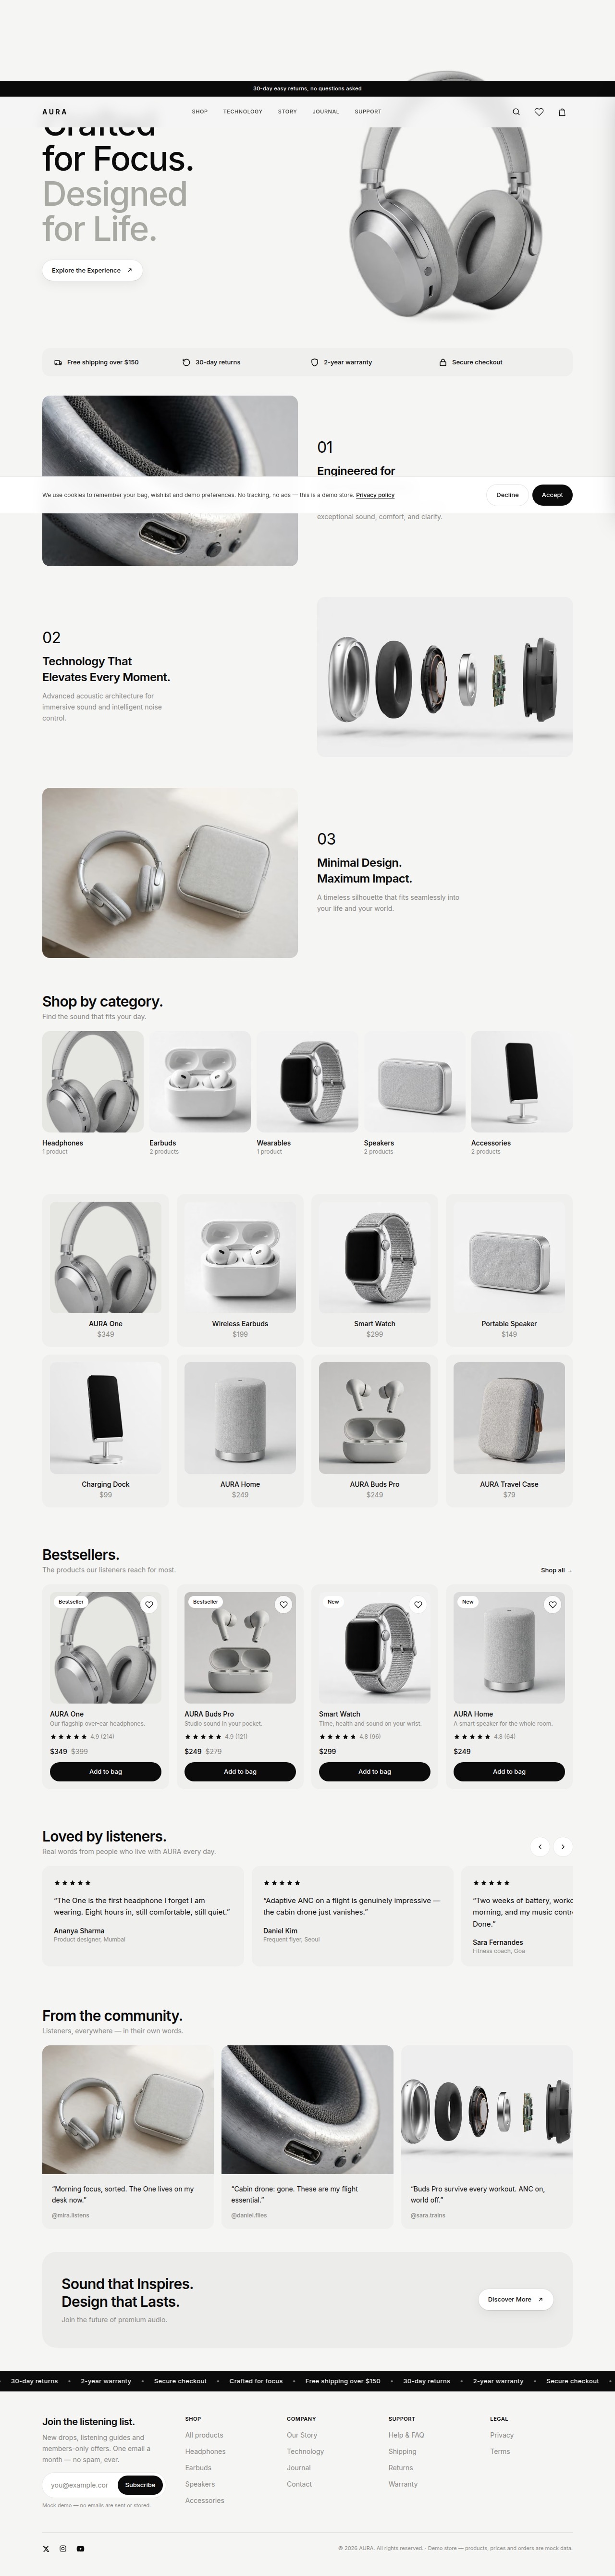 30-day easy returns, no questions asked
AURA
SHOP TECHNOLOGY STORY JOURNAL SUPPORT
Crafted
for Focus.
Designed
for Life.
Explore the Experience
Free shipping over $150
30-day returns
2-year warranty
Secure checkout
01
Engineered for
We use cookies to remember your bag, wishlist and demo preferences. No tracking, no ads — this is a demo store. Privacy policy
Decline
Accept
exceptional sound, comfort, and clarity.
02
Technology That
Elevates Every Moment.
Advanced acoustic architecture for
immersive sound and intelligent noise
control.
03
Minimal Design.
Maximum Impact.
A timeless silhouette that fits seamlessly into
your life and your world.
Shop by category.
Find the sound that fits your day.
Headphones
1 product
Earbuds
2 products
Wearables
1 product
Speakers
2 products
Accessories
2 products
AURA One
$349
Wireless Earbuds
$199
Smart Watch
$299
Portable Speaker
$149
Charging Dock
$99
AURA Home
$249
AURA Buds Pro
$249
AURA Travel Case
$79
Bestsellers.
The products our listeners reach for most.
Shop all →
Bestseller
AURA One
Our flagship over-ear headphones.
★★★★★ 4.9 (214)
$349 $399
Add to bag
Bestseller
AURA Buds Pro
Studio sound in your pocket.
★★★★★ 4.9 (121)
$249 $279
Add to bag
New
Smart Watch
Time, health and sound on your wrist.
★★★★★ 4.8 (96)
$299
Add to bag
New
AURA Home
A smart speaker for the whole room.
★★★★★ 4.8 (64)
$249
Add to bag
Loved by listeners.
Real words from people who live with AURA every day.
★★★★★
“The One is the first headphone I forget I am
wearing. Eight hours in, still comfortable, still quiet.”
Ananya Sharma
Product designer, Mumbai
★★★★★
“Adaptive ANC on a flight is genuinely impressive —
the cabin drone just vanishes.”
Daniel Kim
Frequent flyer, Seoul
★★★★★
“Two weeks of battery,
morning, and my music
Done.”
Sara Fernandes
Fitness coach, Goa
From the community.
Listeners, everywhere — in their own words.
“Morning focus, sorted. The One lives on my
desk now.”
@mira.listens
“Cabin drone: gone. These are my flight
essential.”
@daniel.flies
“Buds Pro survive every workout. ANC on,
world off.”
@sara.trains
Sound that Inspires.
Design that Lasts.
Join the future of premium audio.
Discover More
30-day returns • 2-year warranty • Secure checkout • Crafted for focus • Free shipping over $150 • 30-day returns • 2-year warranty • Secure checkout •
Join the listening list.
New drops, listening guides and
members-only offers. One email a
month — no spam, ever.
you@example.cor
Subscribe
Mock demo — no emails are sent or stored.
SHOP
All products
Headphones
Earbuds
Speakers
Accessories
COMPANY
Our Story
Technology
Journal
Contact
SUPPORT
Help & FAQ
Shipping
Returns
Warranty
LEGAL
Privacy
Terms
© 2026 AURA. All rights reserved. · Demo store — products, prices and orders are mock data.